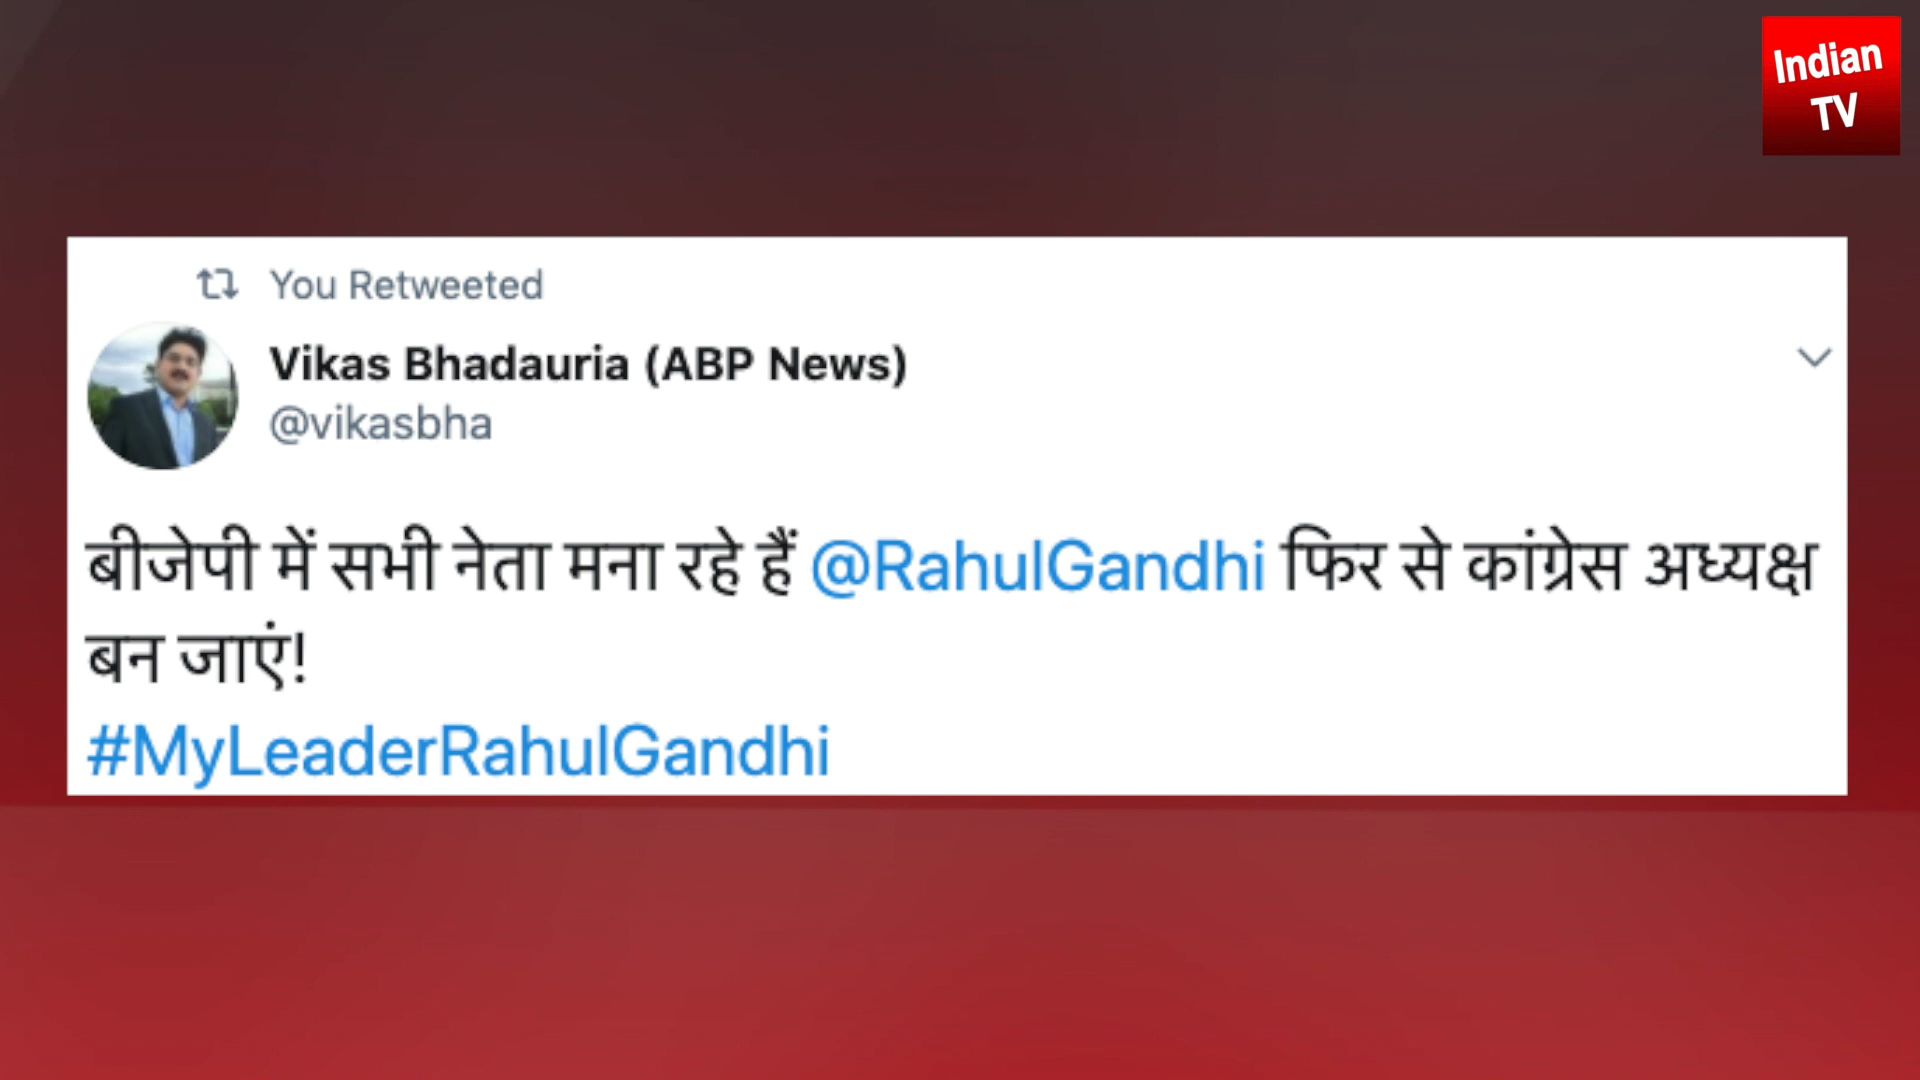 Indian
TV
You Retweeted
Vikas Bhadauria (ABP News)
@vikasbha
बीजेपी में सभी नेता मना रहे हैं @RahulGandhi फिर से कांग्रेस अध्यक्ष
बन जाएं!
#MyLeaderRahulGandhi